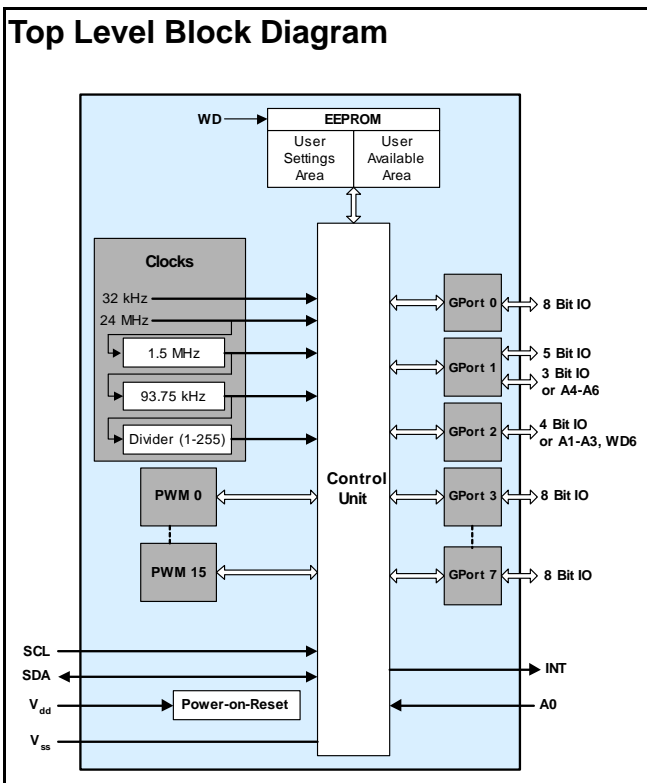 Top Level Block Diagram
WD
EEPROM
User
Settings
Area
User
Available
Area
Clocks
32 kHz
24 MHz
1.5 MHz
93.75 kHz
Divider (1-255)
PWM 0
PWM 15
Control
Unit
GPort 0
8 Bit IO
GPort 1
5 Bit IO
3 Bit IO
or A4-A6
GPort 2
4 Bit IO
or A1-A3, WD6
GPort 3
8 Bit IO
GPort 7
8 Bit IO
SCL
SDA
Vdd
Power-on-Reset
Vss
INT
A0